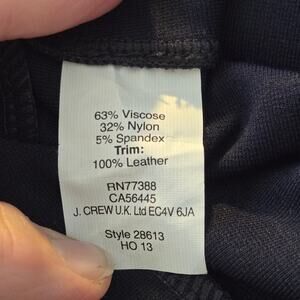 63% Viscose
32% Nylon
5% Spandex
Trim:
100% Leather
RN77388
CA56445
J. CREW U.K. Ltd EC4V 6JA
Style 28613
HO 13